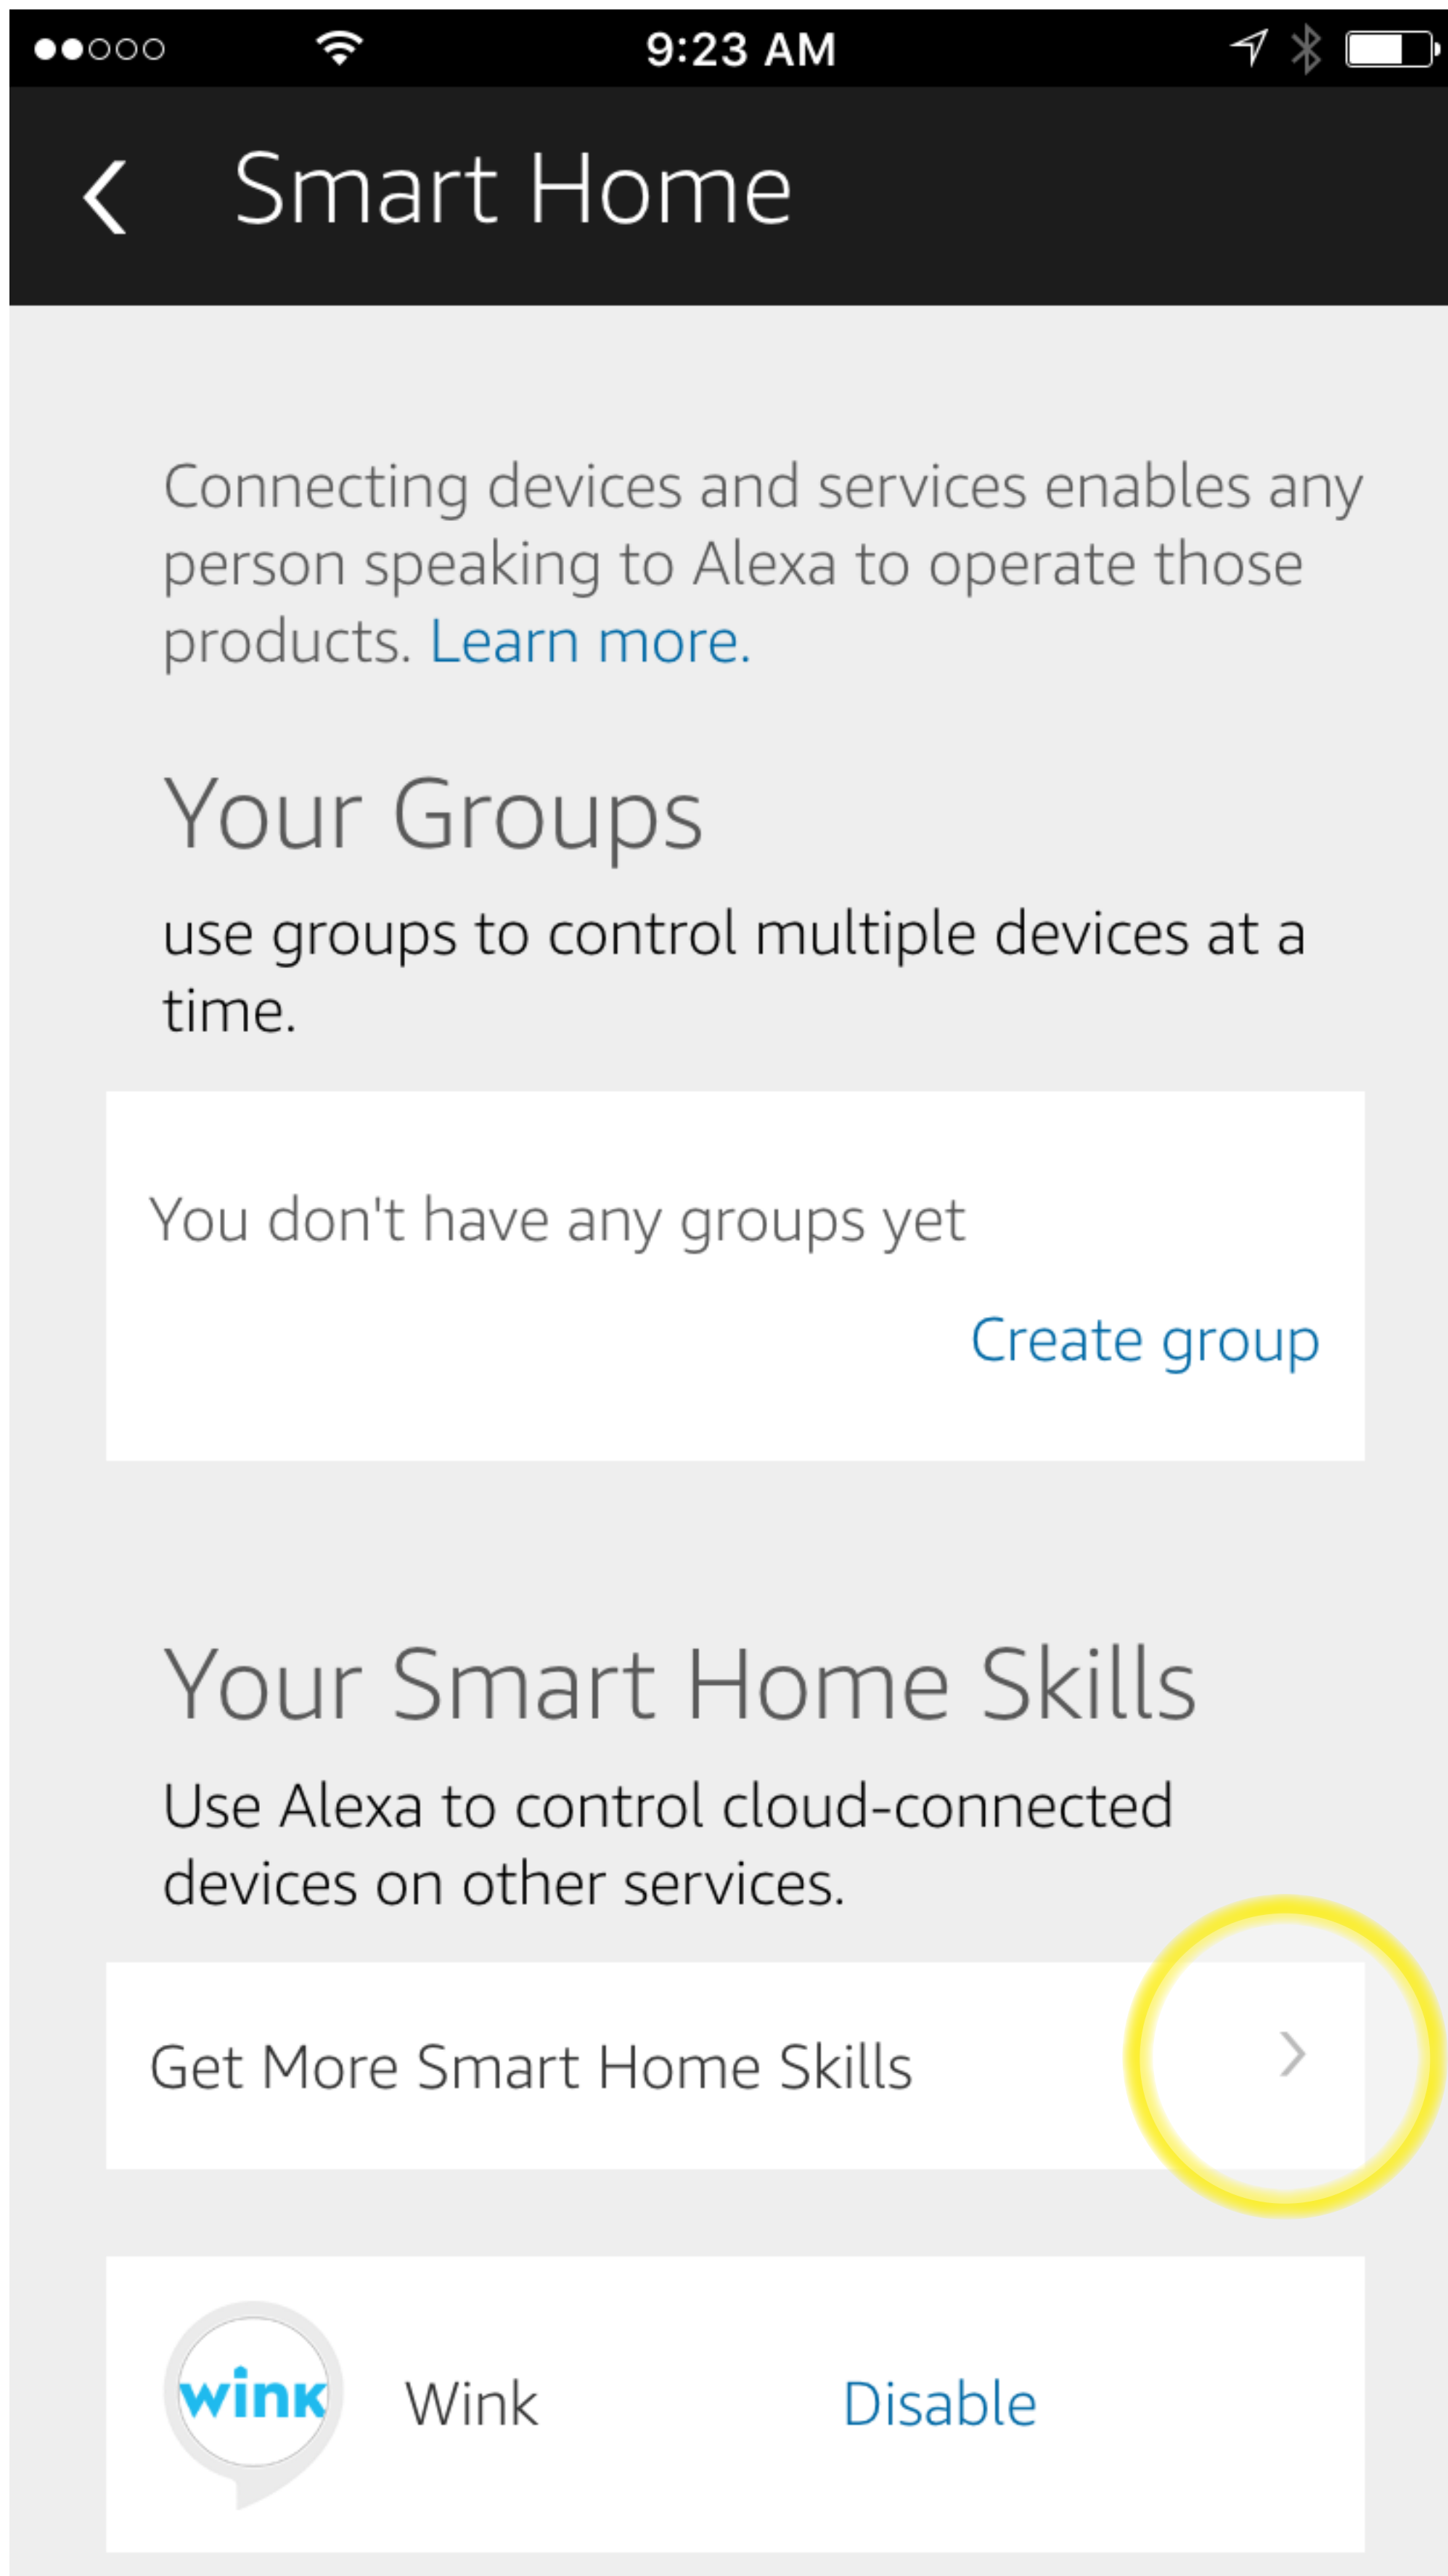 9:23 AM
Smart Home
Connecting devices and services enables any
person speaking to Alexa to operate those
products. Learn more.
Your Groups
use groups to control multiple devices at a
time.
You don't have any groups yet
Create group
Your Smart Home Skills
Use Alexa to control cloud-connected
devices on other services.
Get More Smart Home Skills
wink Wink Disable